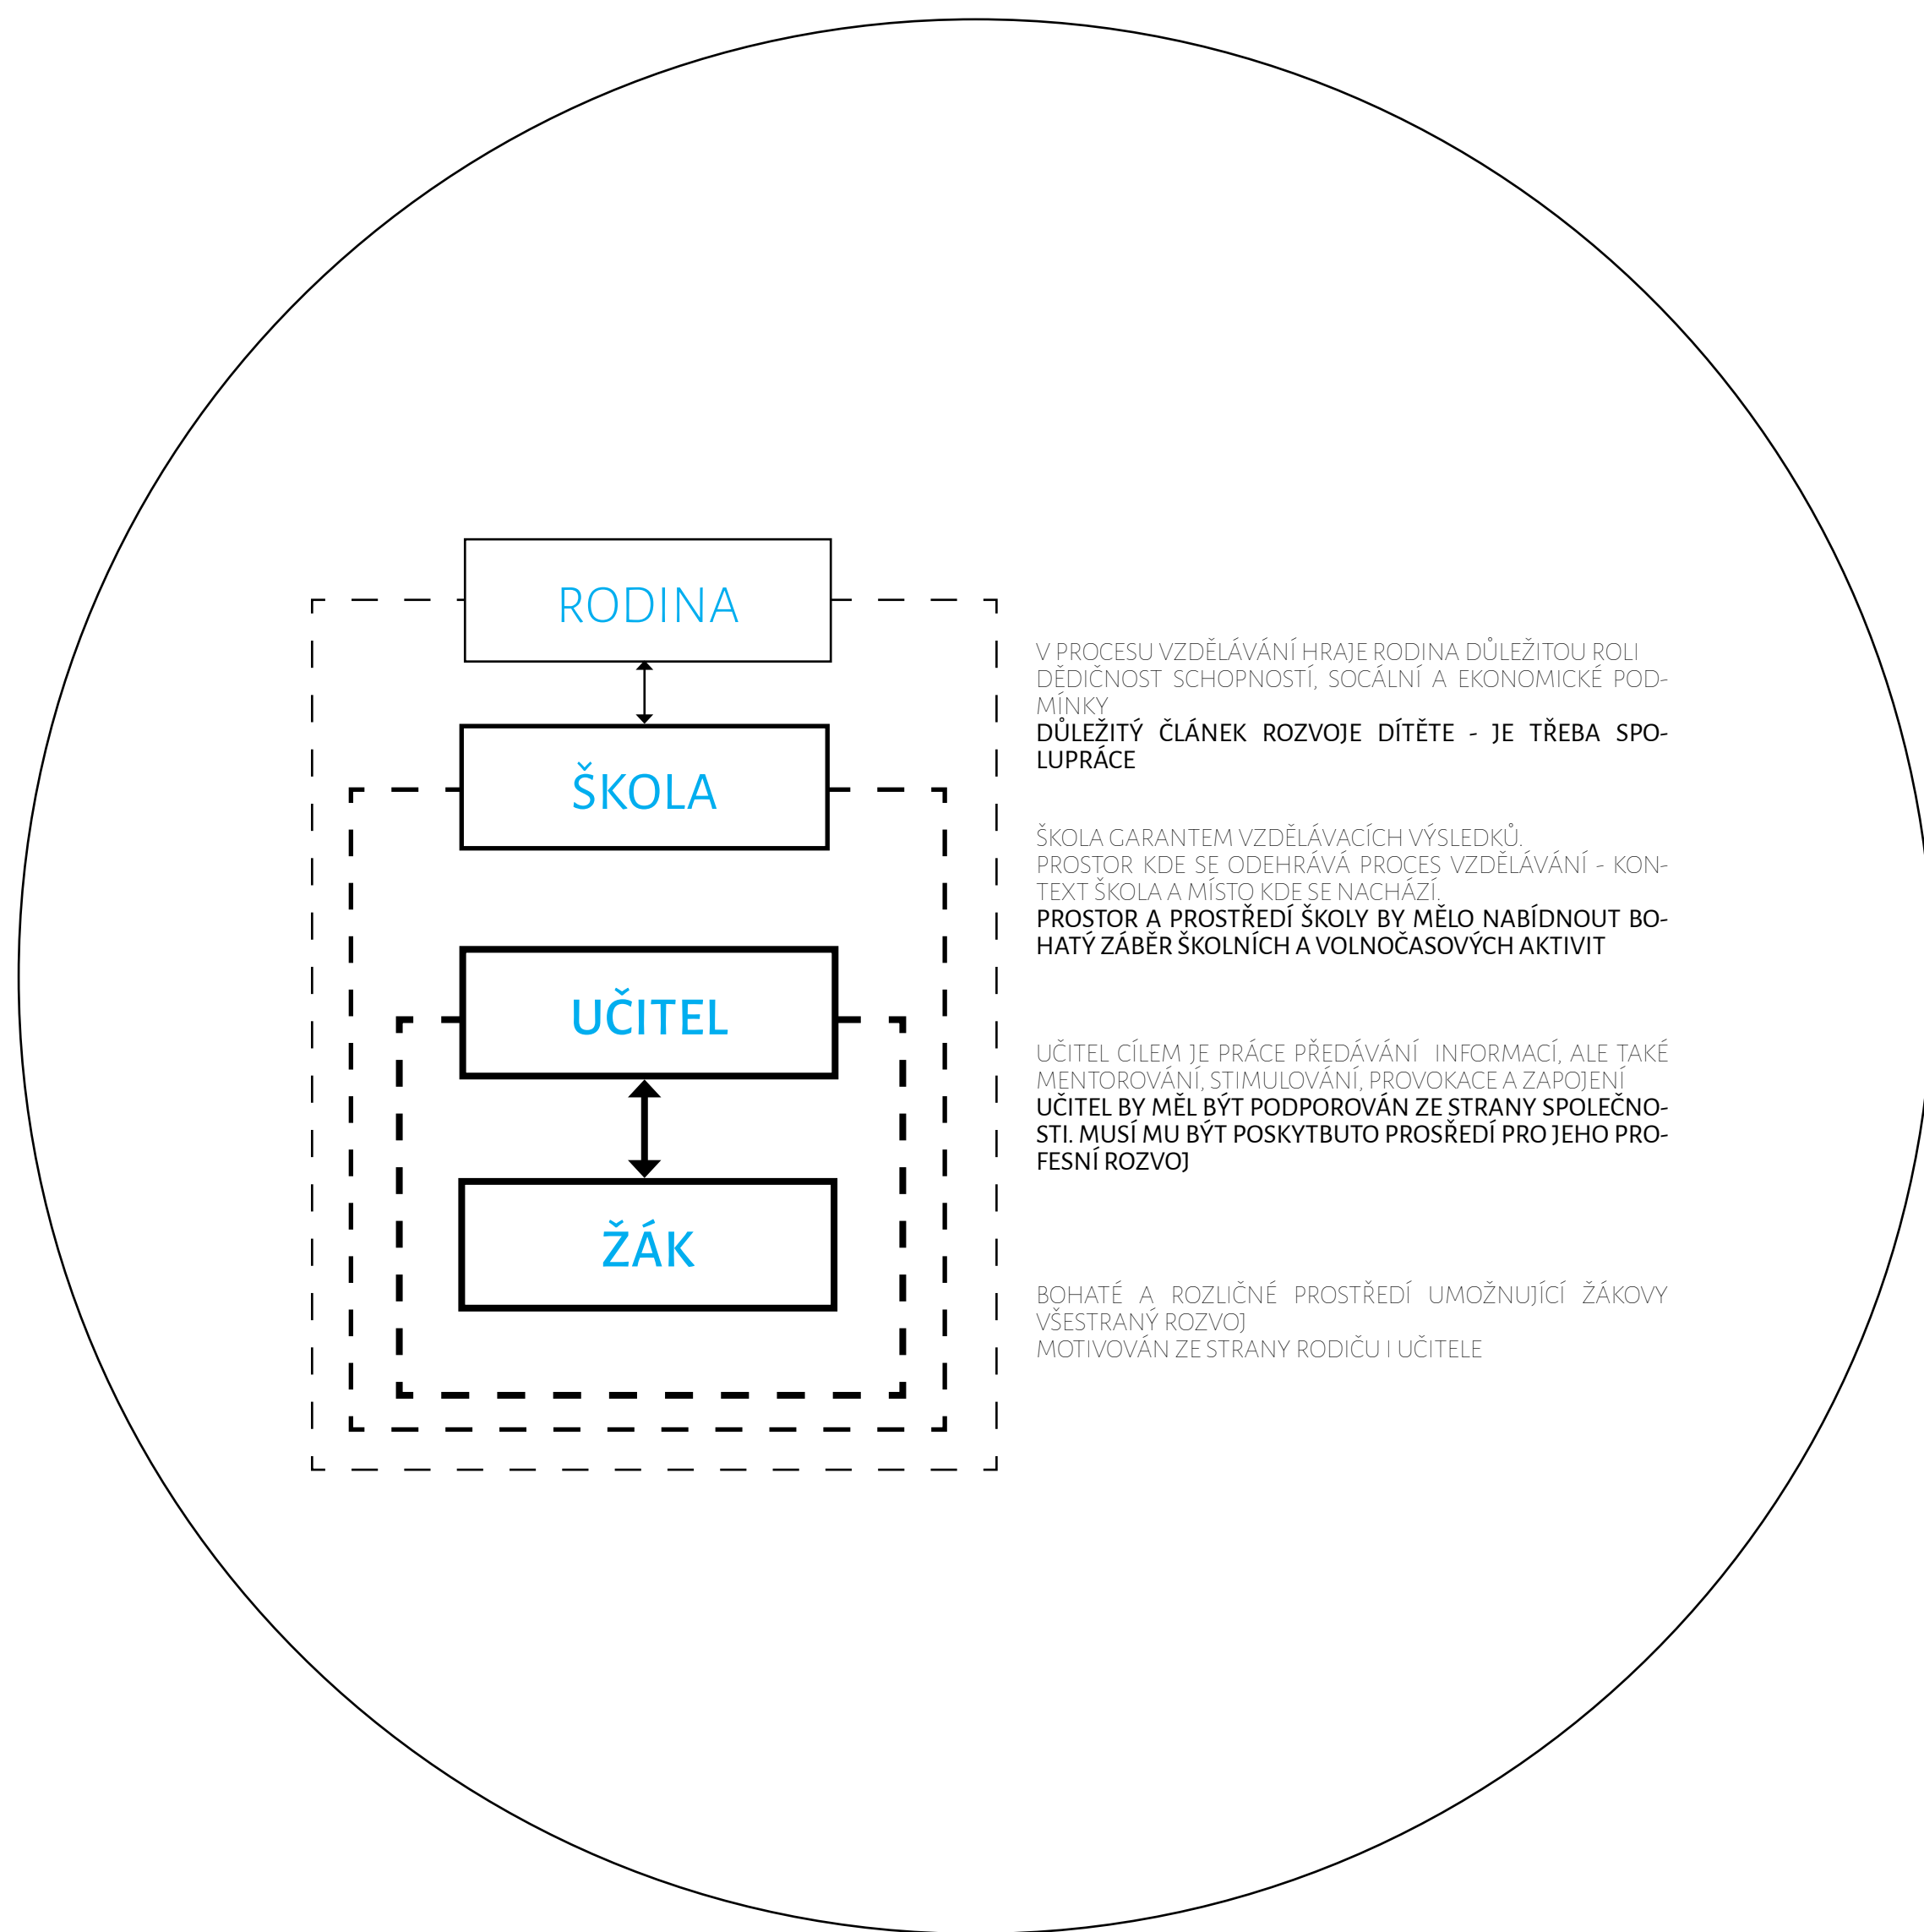 RODINA
V PROCESU VZDĚLÁVÁNÍ HRAJE RODINA DŮLEŽITOU ROLI
DĚDIČNOST SCHOPNOSTÍ, SOCÁLNÍ A EKONOMICKÉ POD-
MÍNKY
DŮLEŽITÝ ČLÁNEK ROZVOJE DÍTĚTE - JE TŘEBA SPO-
LUPRÁCE
ŠKOLA
ŠKOLA GARANTEM VZDĚLÁVACÍCH VÝSLEDKŮ.
PROSTOR KDE SE ODEHRÁVÁ PROCES VZDĚLÁVÁNÍ - KON-
TEXT ŠKOLA A MÍSTO KDE SE NACHÁZÍ.
PROSTOR A PROSTŘEDÍ ŠKOLY BY MĚLO NABÍDNOUT BO-
HATÝ ZÁBĚR ŠKOLNÍCH A VOLNOČASOVÝCH AKTIVIT
UČITEL
UČITEL CÍLEM JE PRÁCE PŘEDÁVÁNÍ INFORMACÍ, ALE TAKÉ
MENTOROVÁNÍ, STIMULOVÁNÍ, PROVOKACE A ZAPOJENÍ
UČITEL BY MĚL BÝT PODPOROVÁN ZE STRANY SPOLEČNO-
STI. MUSÍ MU BÝT POSKYTBUTO PROSŘEDÍ PRO JEHO PRO-
FESNÍ ROZVOJ
ŽÁK
BOHATÉ A ROZLIČNÉ PROSTŘEDÍ UMOŽNUJÍCÍ ŽÁKOVY
VŠESTRANÝ ROZVOJ
MOTIVOVÁN ZE STRANY RODIČU I UČITELE